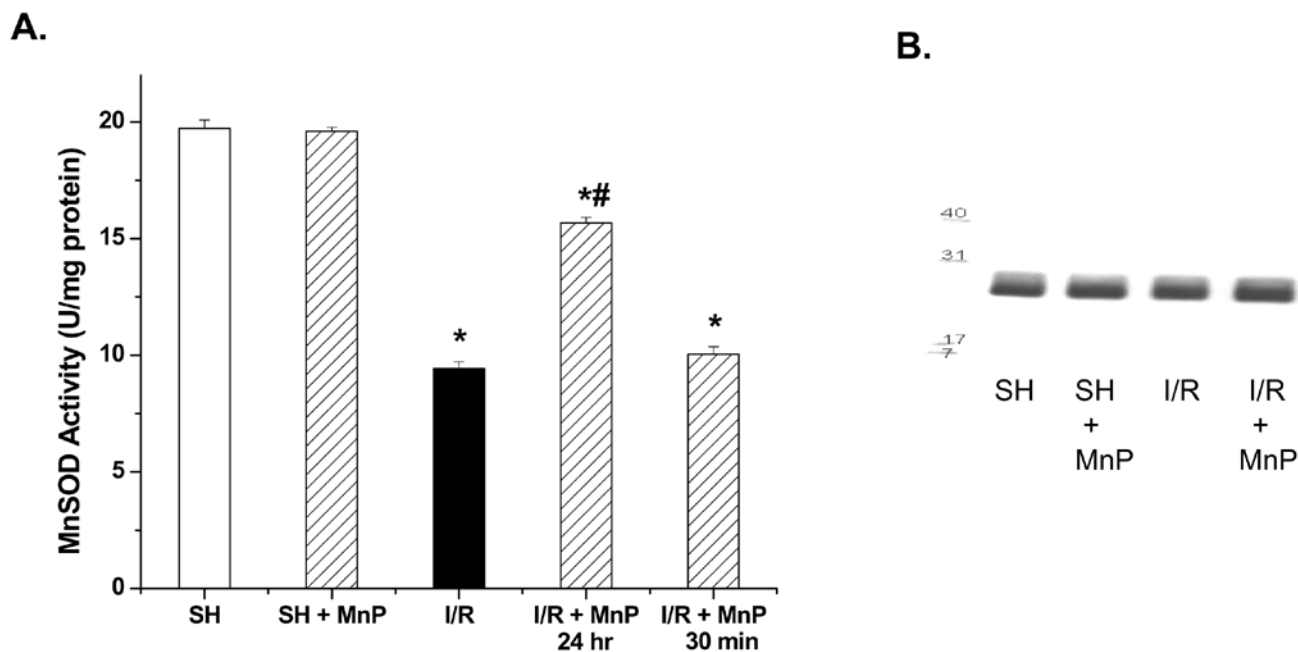 A.
B.
MnSOD Activity (U/mg protein)
20
15
10
5
0
*
*#
*
SH
SH + MnP
I/R
I/R + MnP
24 hr
I/R + MnP
30 min
40
31
17
7
SH
SH
+
MnP
I/R
I/R
+
MnP